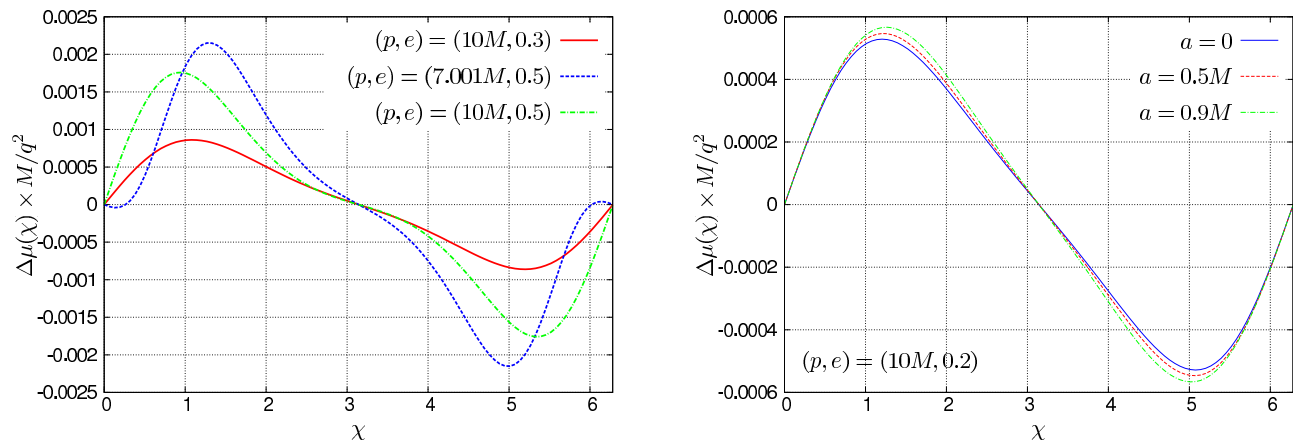 0.0025
0.002
0.0015
0.001
0.0005
0
-0.0005
-0.001
-0.0015
-0.002
-0.0025
0 1 2 3 4 5 6
Δμ(χ) × M/q²
χ
(p, e) = (10M, 0.3)
(p, e) = (7.001M, 0.5)
(p, e) = (10M, 0.5)
0.0006
0.0004
0.0002
0
-0.0002
-0.0004
-0.0006
0 1 2 3 4 5 6
Δμ(χ) × M/q²
χ
a = 0
a = 0.5M
a = 0.9M
(p, e) = (10M, 0.2)